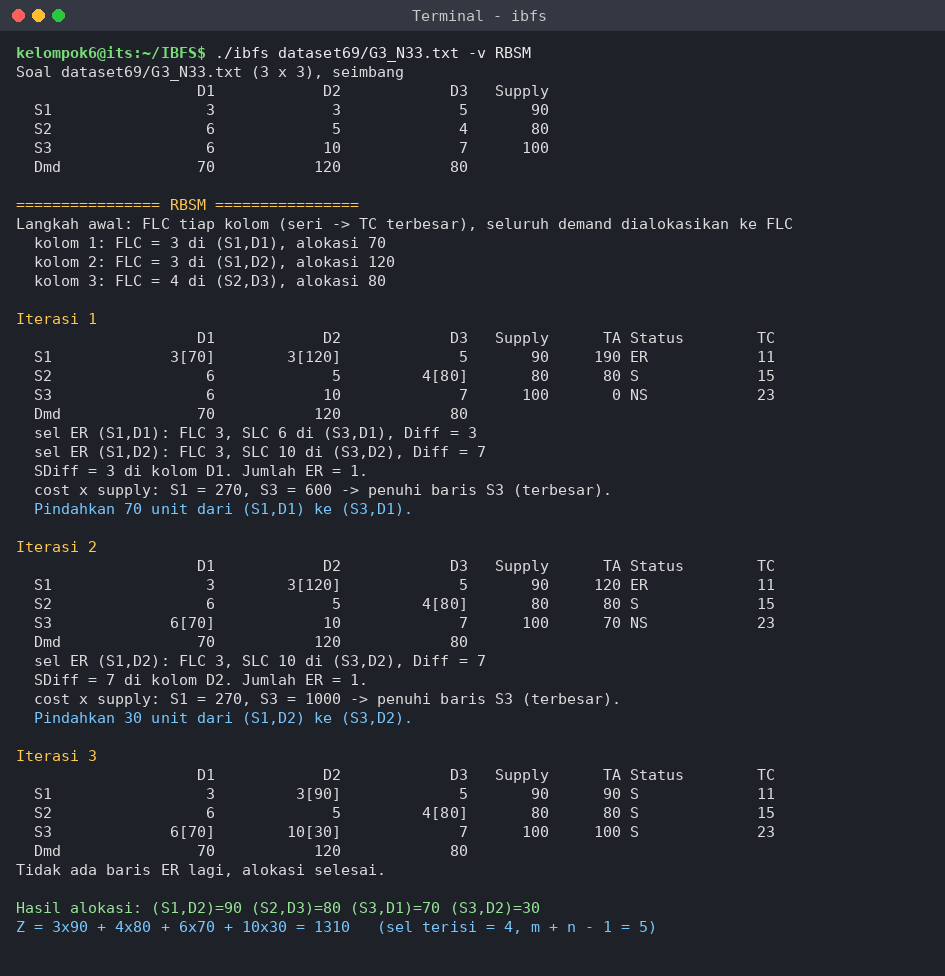 Terminal - ibfs
kelompok6@its:~/IBFS$ ./ibfs dataset69/G3_N33.txt -v RBSM
Soal dataset69/G3_N33.txt (3 x 3), seimbang
D1 D2 D3 Supply
S1 3 3 5 90
S2 6 5 4 80
S3 6 10 7 100
Dmd 70 120 80
================ RBSM ================
Langkah awal: FLC tiap kolom (seri -> TC terbesar), seluruh demand dialokasikan ke FLC
kolom 1: FLC = 3 di (S1,D1), alokasi 70
kolom 2: FLC = 3 di (S1,D2), alokasi 120
kolom 3: FLC = 4 di (S2,D3), alokasi 80
Iterasi 1
D1 D2 D3 Supply TA Status TC
S1 3[70] 3[120] 5 90 190 ER 11
S2 6 5 4[80] 80 80 S 15
S3 6 10 7 100 0 NS 23
Dmd 70 120 80
sel ER (S1,D1): FLC 3, SLC 6 di (S3,D1), Diff = 3
sel ER (S1,D2): FLC 3, SLC 10 di (S3,D2), Diff = 7
SDiff = 3 di kolom D1. Jumlah ER = 1.
cost x supply: S1 = 270, S3 = 600 -> penuhi baris S3 (terbesar).
Pindahkan 70 unit dari (S1,D1) ke (S3,D1).
Iterasi 2
D1 D2 D3 Supply TA Status TC
S1 3 3[120] 5 90 120 ER 11
S2 6 5 4[80] 80 80 S 15
S3 6[70] 10 7 100 70 NS 23
Dmd 70 120 80
sel ER (S1,D2): FLC 3, SLC 10 di (S3,D2), Diff = 7
SDiff = 7 di kolom D2. Jumlah ER = 1.
cost x supply: S1 = 270, S3 = 1000 -> penuhi baris S3 (terbesar).
Pindahkan 30 unit dari (S1,D2) ke (S3,D2).
Iterasi 3
D1 D2 D3 Supply TA Status TC
S1 3 3[90] 5 90 90 S 11
S2 6 5 4[80] 80 80 S 15
S3 6[70] 10[30] 7 100 100 S 23
Dmd 70 120 80
Tidak ada baris ER lagi, alokasi selesai.
Hasil alokasi: (S1,D2)=90 (S2,D3)=80 (S3,D1)=70 (S3,D2)=30
Z = 3x90 + 4x80 + 6x70 + 10x30 = 1310 (sel terisi = 4, m + n - 1 = 5)